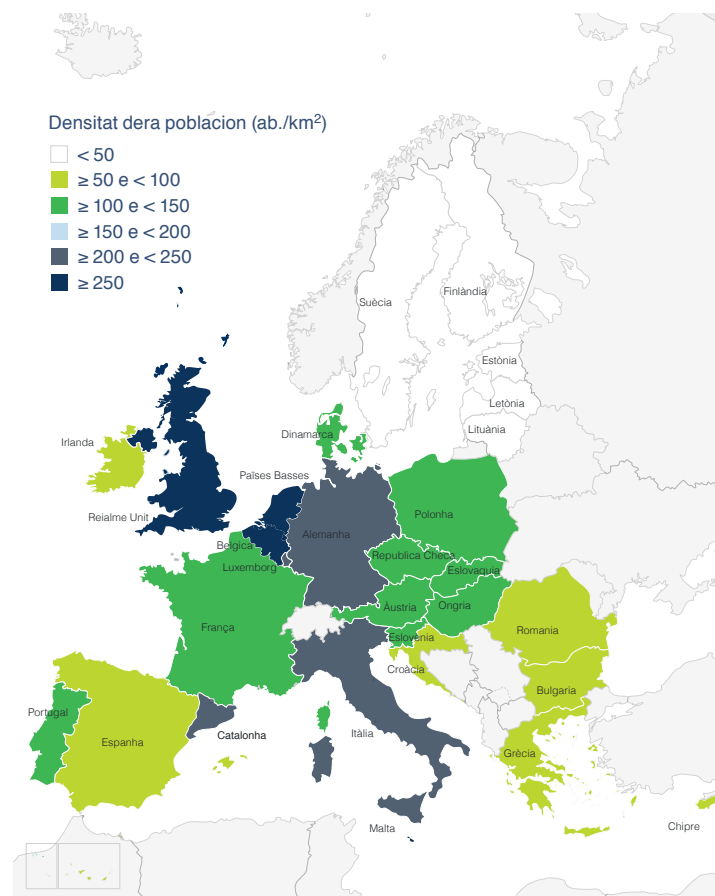 Densitat dera poblacion (ab./km²)
< 50
≥ 50 e < 100
≥ 100 e < 150
≥ 150 e < 200
≥ 200 e < 250
≥ 250
Suècia
Finlàndia
Estònia
Letònia
Lituània
Dinamarca
Irlanda
Païses Basses
Reialme Unit
Polonha
Alemanha
Belgica
Republica Checa
Luxemborg
Eslovaquia
Àustria
Ongria
França
Romania
Eslovènia
Croàcia
Bulgaria
Portugal
Espanha
Catalonha
Itàlia
Grècia
Malta
Chipre